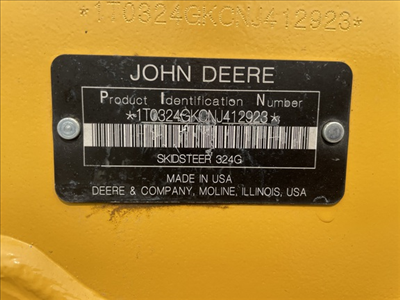 *1T0324GKCNJ412923*
JOHN DEERE
Product Identification Number
*1T0324GKCNJ412923*
SKIDSTEER 324G
MADE IN USA
DEERE & COMPANY, MOLINE, ILLINOIS, USA